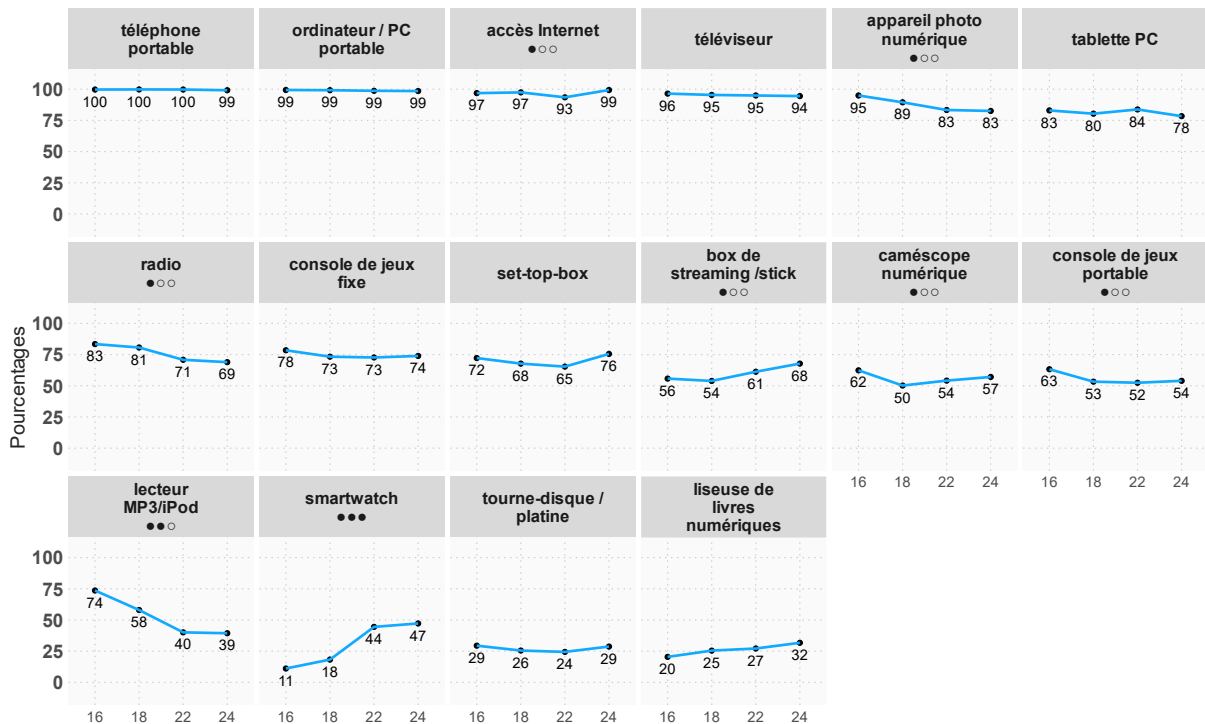 téléphone
portable
ordinateur / PC
portable
accès Internet
●○○
téléviseur
appareil photo
numérique
●○○
tablette PC
100
75
50
25
0
100 100 100 99
99 99 99 99
97 97 93 99
96 95 95 94
95 89 83 83
83 80 84 78
radio
●○○
console de jeux
fixe
set-top-box
box de
streaming /stick
●○○
caméscope
numérique
●○○
console de jeux
portable
●○○
Pourcentages
100
75
50
25
0
83 81 71 69
78 73 73 74
72 68 65 76
56 54 61 68
62 50 54 57
63 53 52 54
16 18 22 24
16 18 22 24
lecteur
MP3/iPod
●●○
smartwatch
●●●
tourne-disque /
platine
liseuse de
livres
numériques
100
75
50
25
0
74 58 40 39
11 18 44 47
29 26 24 29
20 25 27 32
16 18 22 24
16 18 22 24
16 18 22 24
16 18 22 24